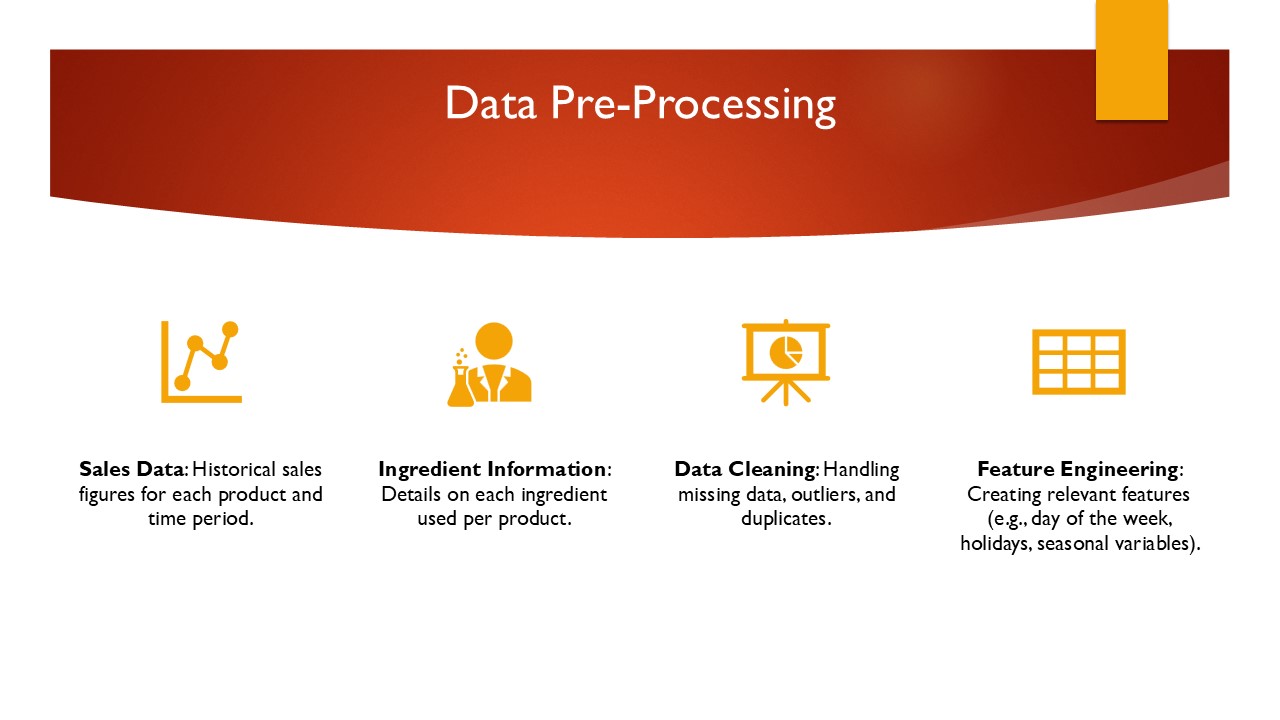 Data Pre-Processing
Sales Data: Historical sales
figures for each product and
time period.
Ingredient Information:
Details on each ingredient
used per product.
Data Cleaning: Handling
missing data, outliers, and
duplicates.
Feature Engineering:
Creating relevant features
(e.g., day of the week,
holidays, seasonal variables).